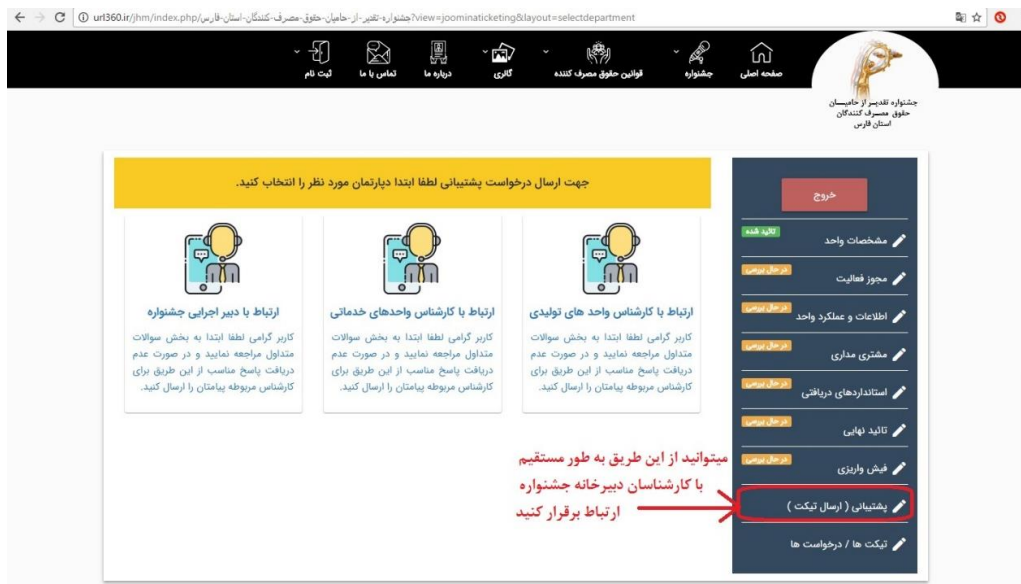 url360.ir/jhm/index.php/جشنواره-تقدیر-از-حامیان-حقوق-مصرف-کنندگان-استان-فارس?view=joominaticketing&layout=selectdepartment
صفحه اصلی
جشنواره
قوانین حقوق مصرف کننده
گالری
درباره ما
تماس با ما
ثبت نام
جشنواره تقدیر از حامیـــان
حقوق مصـرف کنندگان
استان فارس
خروج
مشخصات واحد
تائید شده
مجوز فعالیت
در حال بررسی
اطلاعات و عملکرد واحد
در حال بررسی
مشتری مداری
در حال بررسی
استانداردهای دریافتی
در حال بررسی
تائید نهایی
در حال بررسی
فیش واریزی
در حال بررسی
پشتیبانی ( ارسال تیکت )
تیکت ها / درخواست ها
جهت ارسال درخواست پشتیبانی لطفا ابتدا دپارتمان مورد نظر را انتخاب کنید.
ارتباط با کارشناس واحد های تولیدی
کاربر گرامی لطفا ابتدا به بخش سوالات
متداول مراجعه نمایید و در صورت عدم
دریافت پاسخ مناسب از این طریق برای
کارشناس مربوطه پیامتان را ارسال کنید.
ارتباط با کارشناس واحدهای خدماتی
کاربر گرامی لطفا ابتدا به بخش سوالات
متداول مراجعه نمایید و در صورت عدم
دریافت پاسخ مناسب از این طریق برای
کارشناس مربوطه پیامتان را ارسال کنید.
ارتباط با دبیر اجرایی جشنواره
کاربر گرامی لطفا ابتدا به بخش سوالات
متداول مراجعه نمایید و در صورت عدم
دریافت پاسخ مناسب از این طریق برای
کارشناس مربوطه پیامتان را ارسال کنید.
میتوانید از این طریق به طور مستقیم
با کارشناسان دبیرخانه جشنواره
ارتباط برقرار کنید